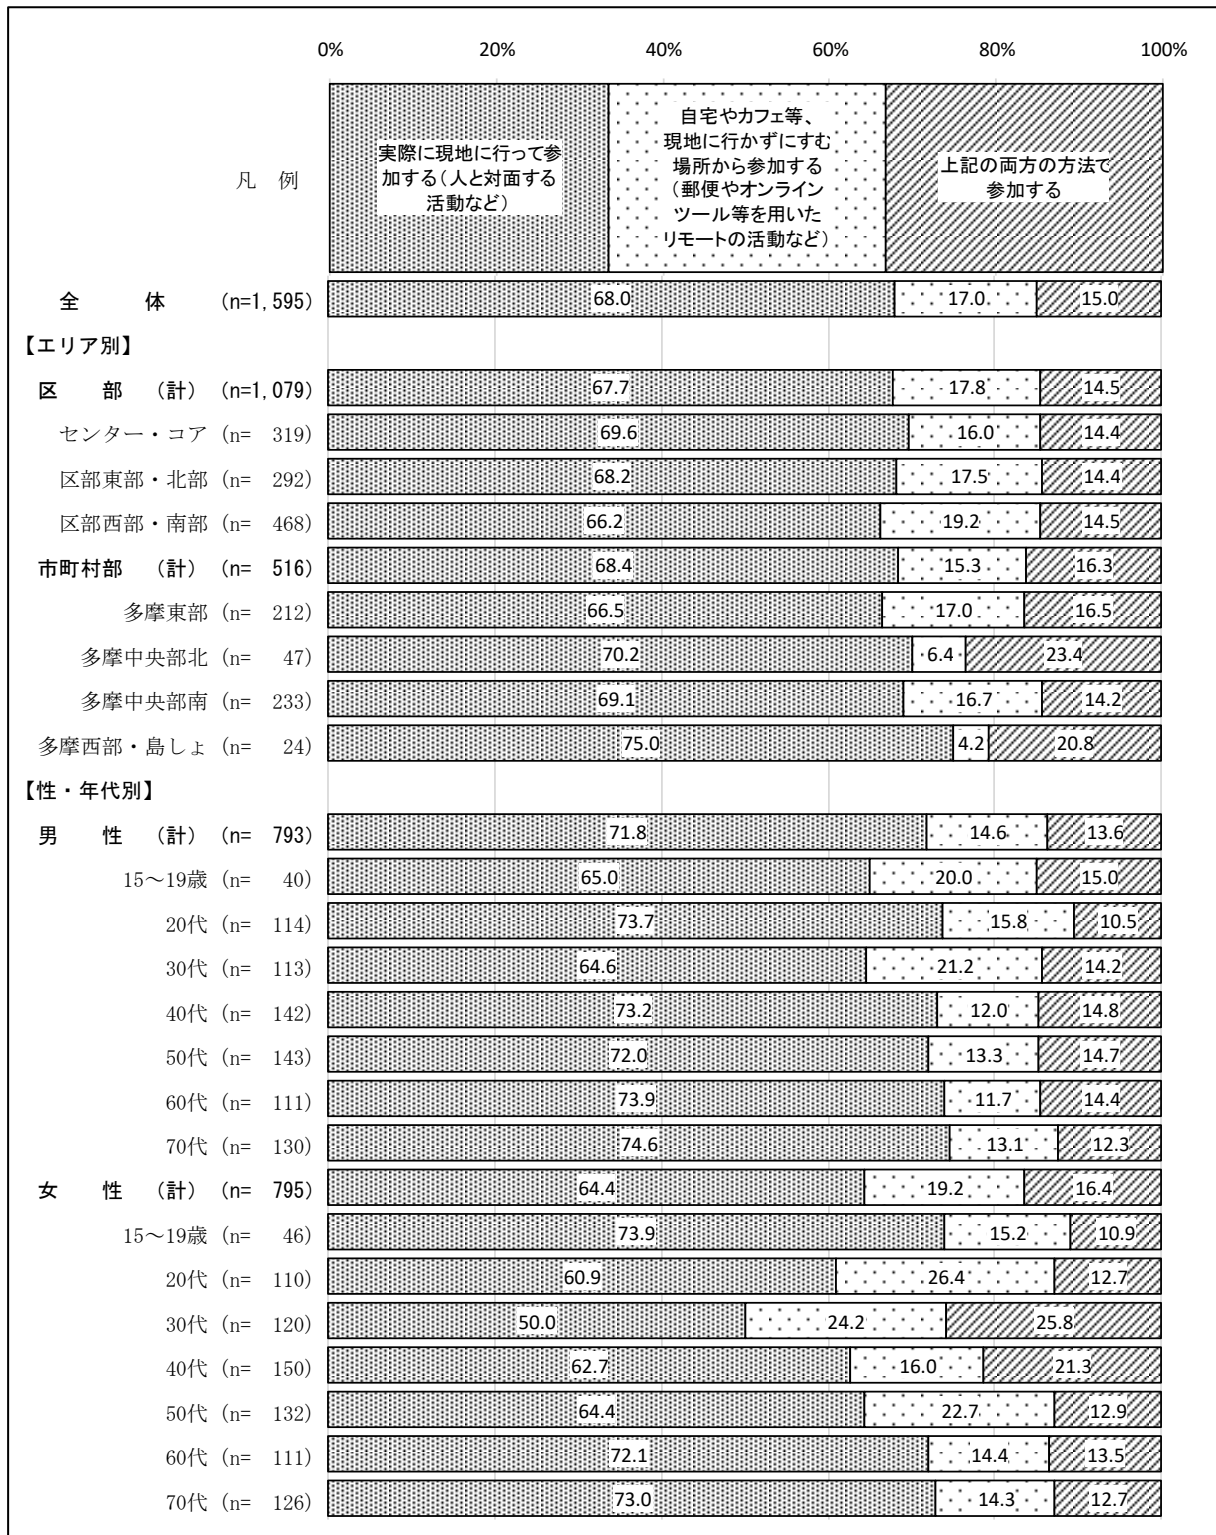 0% 20% 40% 60% 80% 100%
凡 例
実際に現地に行って参
加する（人と対面する
活動など）
自宅やカフェ等、
現地に行かずにすむ
場所から参加する
（郵便やオンライン
ツール等を用いた
リモートの活動など）
上記の両方の方法で
参加する
全 体 (n=1,595) 68.0 17.0 15.0
【エリア別】
区 部 (計) (n=1,079) 67.7 17.8 14.5
センター・コア (n= 319) 69.6 16.0 14.4
区部東部・北部 (n= 292) 68.2 17.5 14.4
区部西部・南部 (n= 468) 66.2 19.2 14.5
市町村部 (計) (n= 516) 68.4 15.3 16.3
多摩東部 (n= 212) 66.5 17.0 16.5
多摩中央部北 (n= 47) 70.2 6.4 23.4
多摩中央部南 (n= 233) 69.1 16.7 14.2
多摩西部・島しょ (n= 24) 75.0 4.2 20.8
【性・年代別】
男 性 (計) (n= 793) 71.8 14.6 13.6
15～19歳 (n= 40) 65.0 20.0 15.0
20代 (n= 114) 73.7 15.8 10.5
30代 (n= 113) 64.6 21.2 14.2
40代 (n= 142) 73.2 12.0 14.8
50代 (n= 143) 72.0 13.3 14.7
60代 (n= 111) 73.9 11.7 14.4
70代 (n= 130) 74.6 13.1 12.3
女 性 (計) (n= 795) 64.4 19.2 16.4
15～19歳 (n= 46) 73.9 15.2 10.9
20代 (n= 110) 60.9 26.4 12.7
30代 (n= 120) 50.0 24.2 25.8
40代 (n= 150) 62.7 16.0 21.3
50代 (n= 132) 64.4 22.7 12.9
60代 (n= 111) 72.1 14.4 13.5
70代 (n= 126) 73.0 14.3 12.7